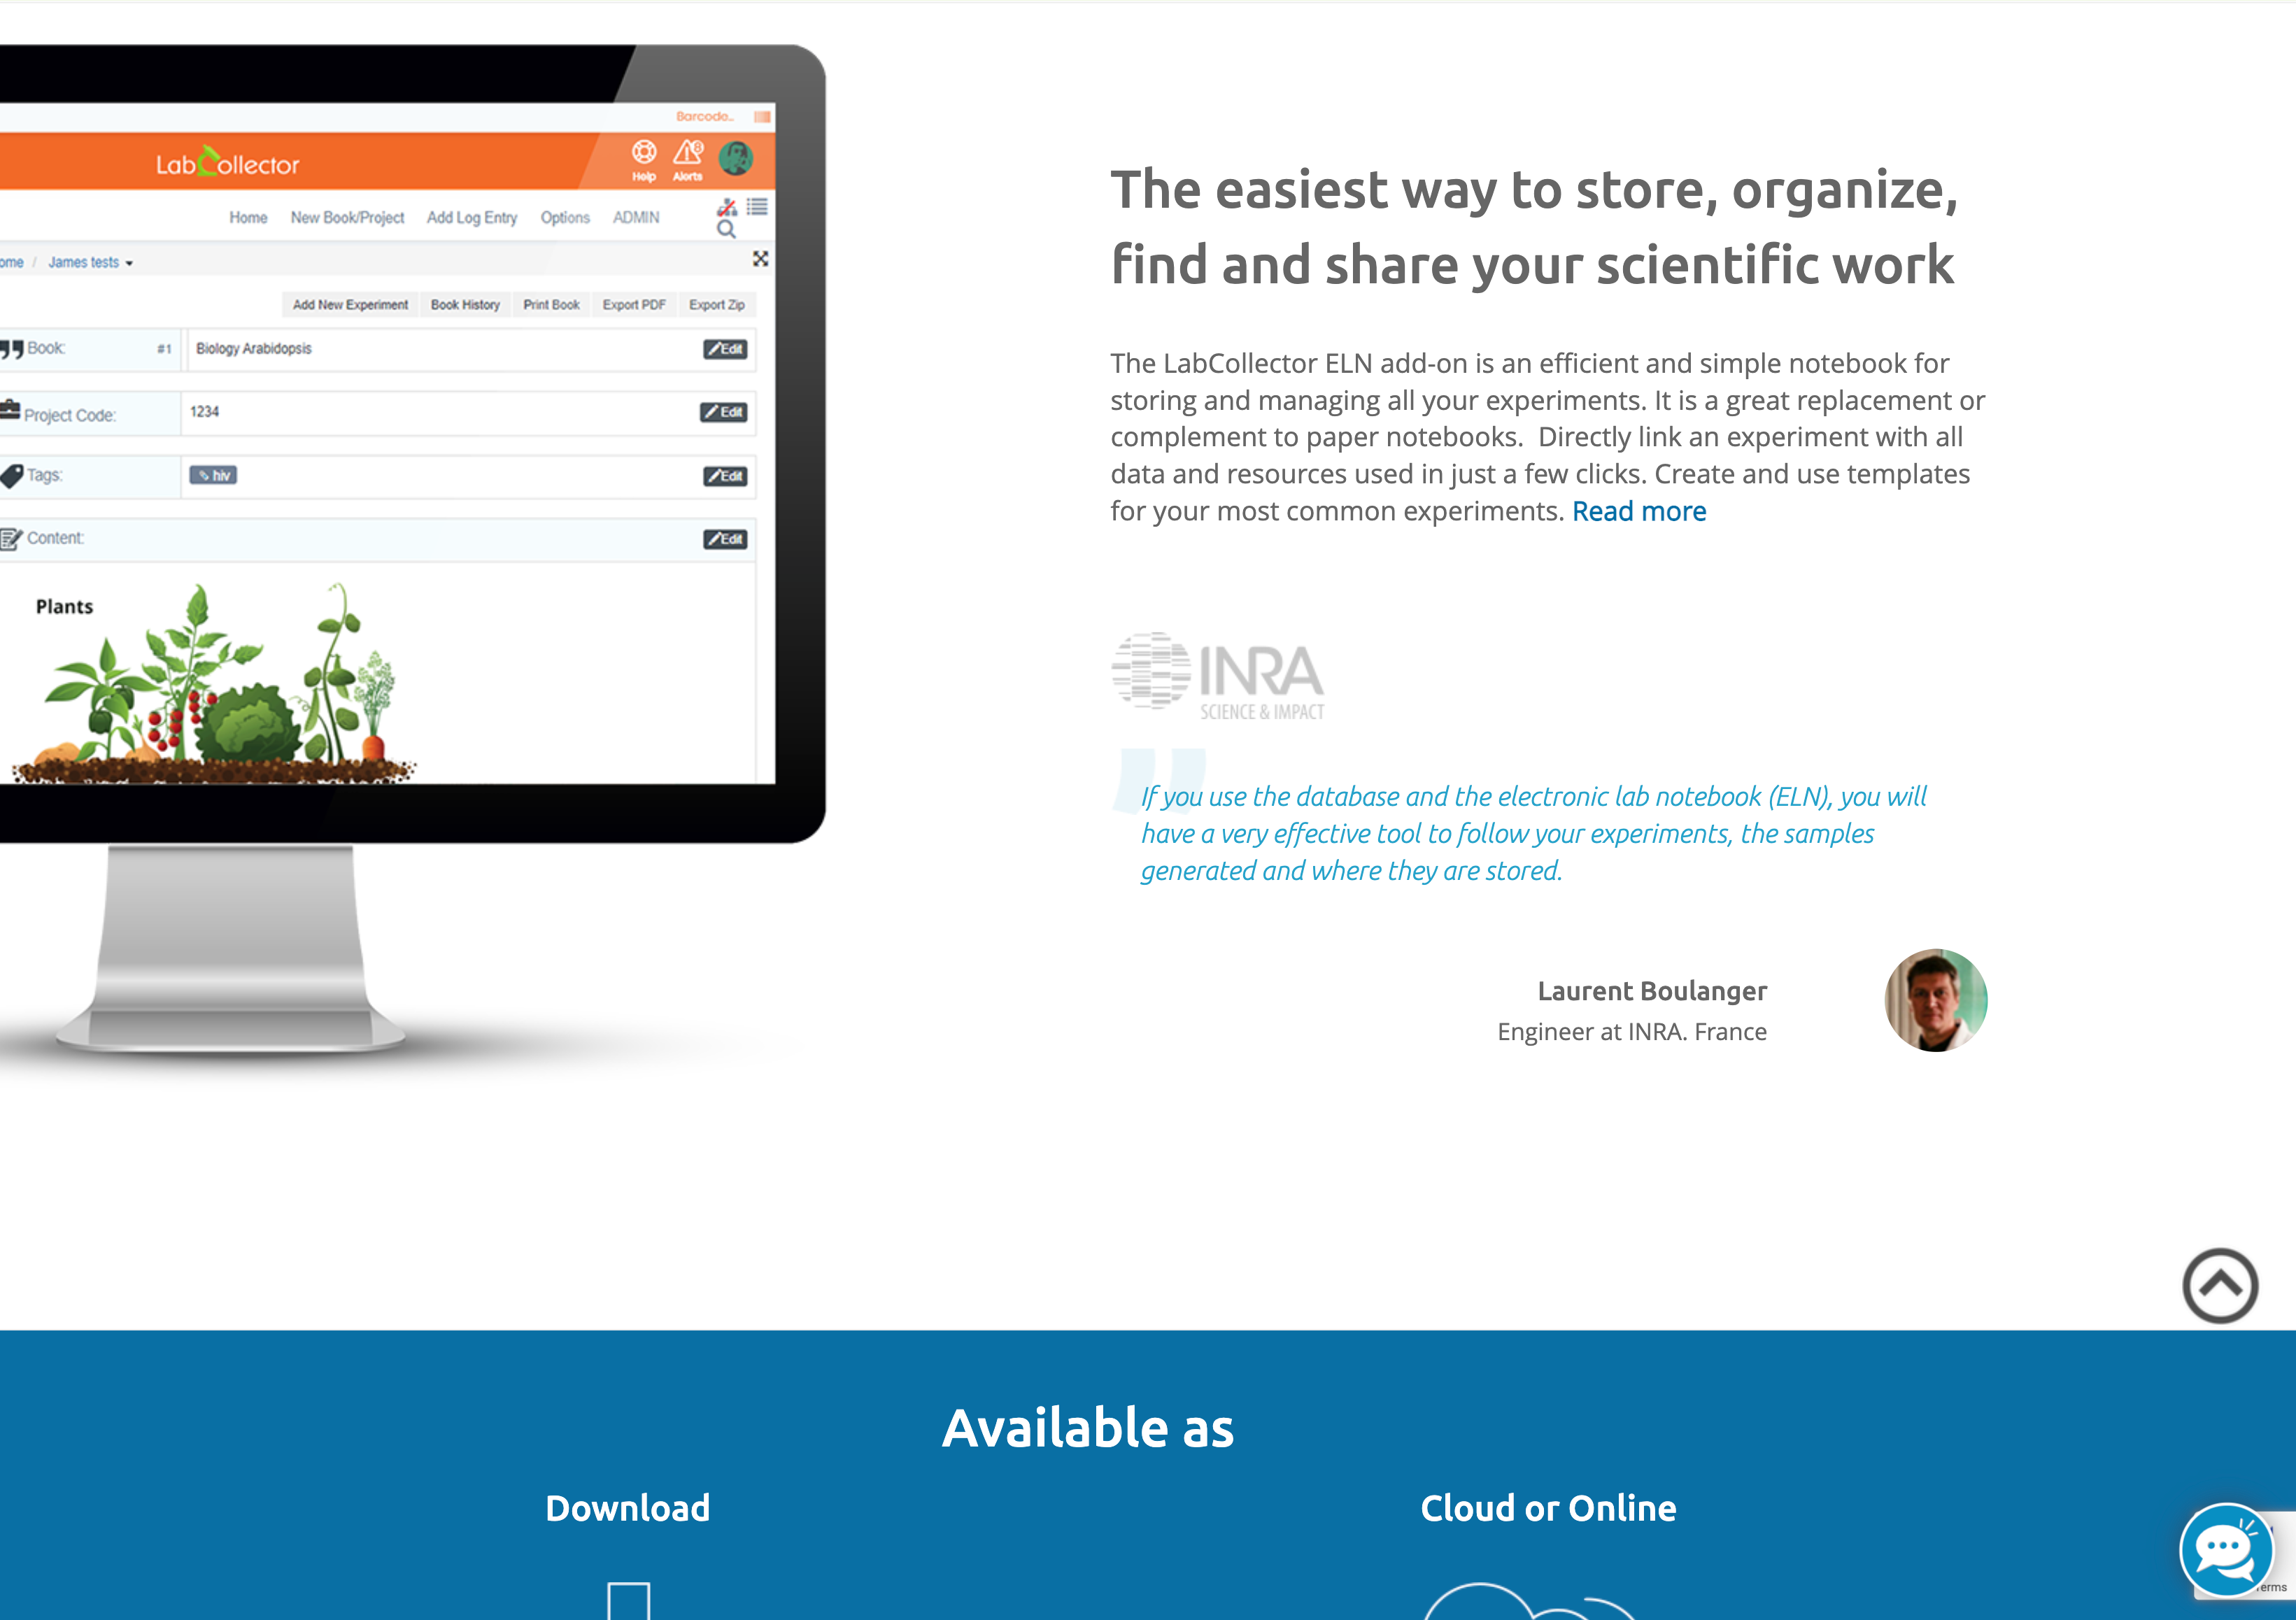 Barcode..
LabCollector
Help
Alerts
Home New Book/Project Add Log Entry Options ADMIN
ome / James tests
Add New Experiment Book History Print Book Export PDF Export Zip
Book: #1 Biology Arabidopsis Edit
Project Code: 1234 Edit
Tags: hiv Edit
Content: Edit
Plants
The easiest way to store, organize,
find and share your scientific work
The LabCollector ELN add-on is an efficient and simple notebook for
storing and managing all your experiments. It is a great replacement or
complement to paper notebooks.  Directly link an experiment with all
data and resources used in just a few clicks. Create and use templates
for your most common experiments. Read more
INRA
SCIENCE & IMPACT
If you use the database and the electronic lab notebook (ELN), you will
have a very effective tool to follow your experiments, the samples
generated and where they are stored.
Laurent Boulanger
Engineer at INRA. France
Available as
Download
Cloud or Online
erms